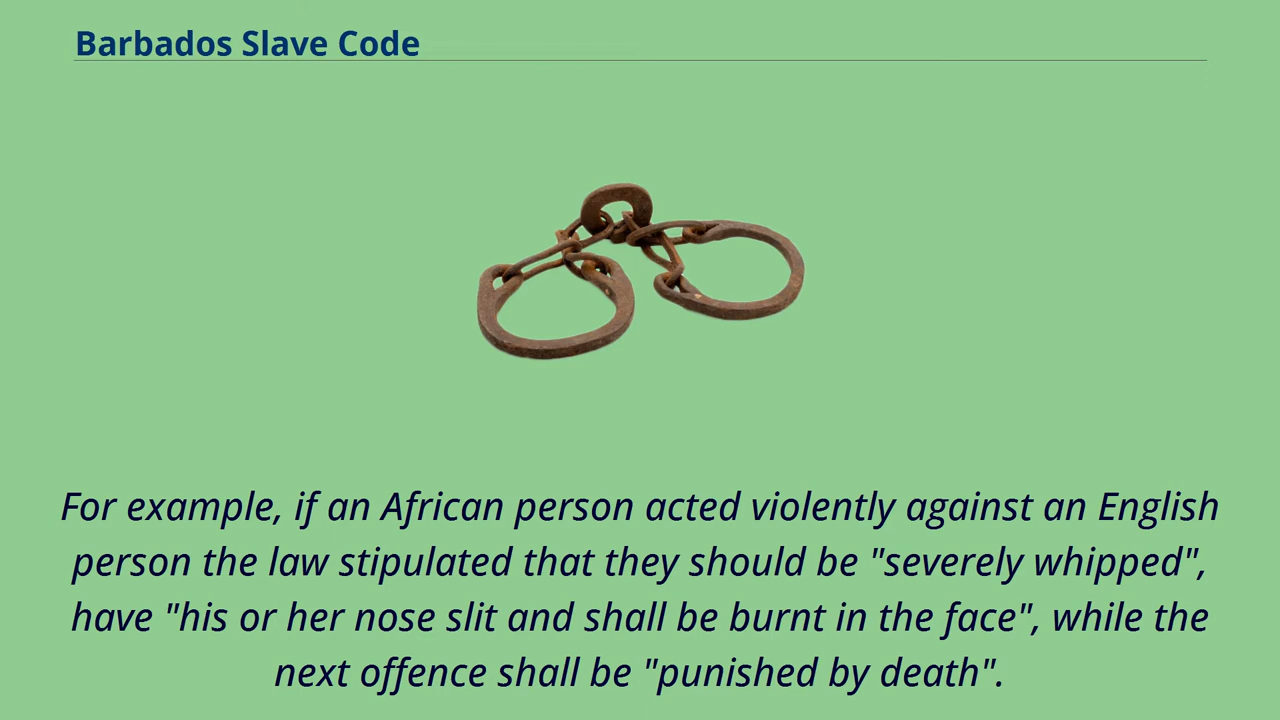 Barbados Slave Code
For example, if an African person acted violently against an English
person the law stipulated that they should be "severely whipped",
have "his or her nose slit and shall be burnt in the face", while the
next offence shall be "punished by death".